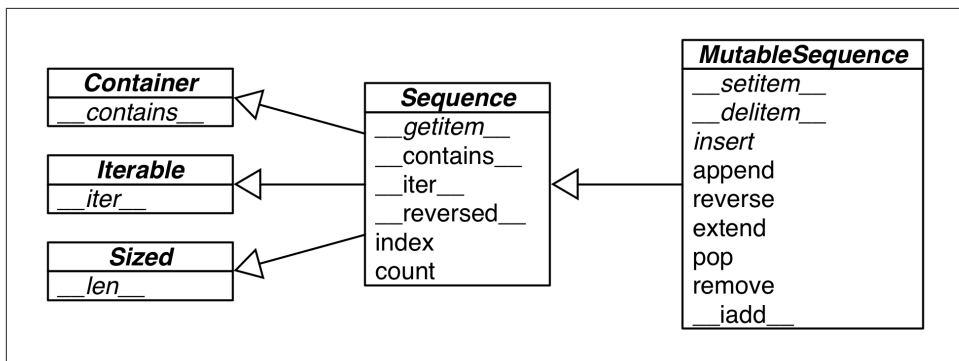 Container
__contains__
Iterable
__iter__
Sized
__len__
Sequence
__getitem__
__contains__
__iter__
__reversed__
index
count
MutableSequence
__setitem__
__delitem__
insert
append
reverse
extend
pop
remove
__iadd__